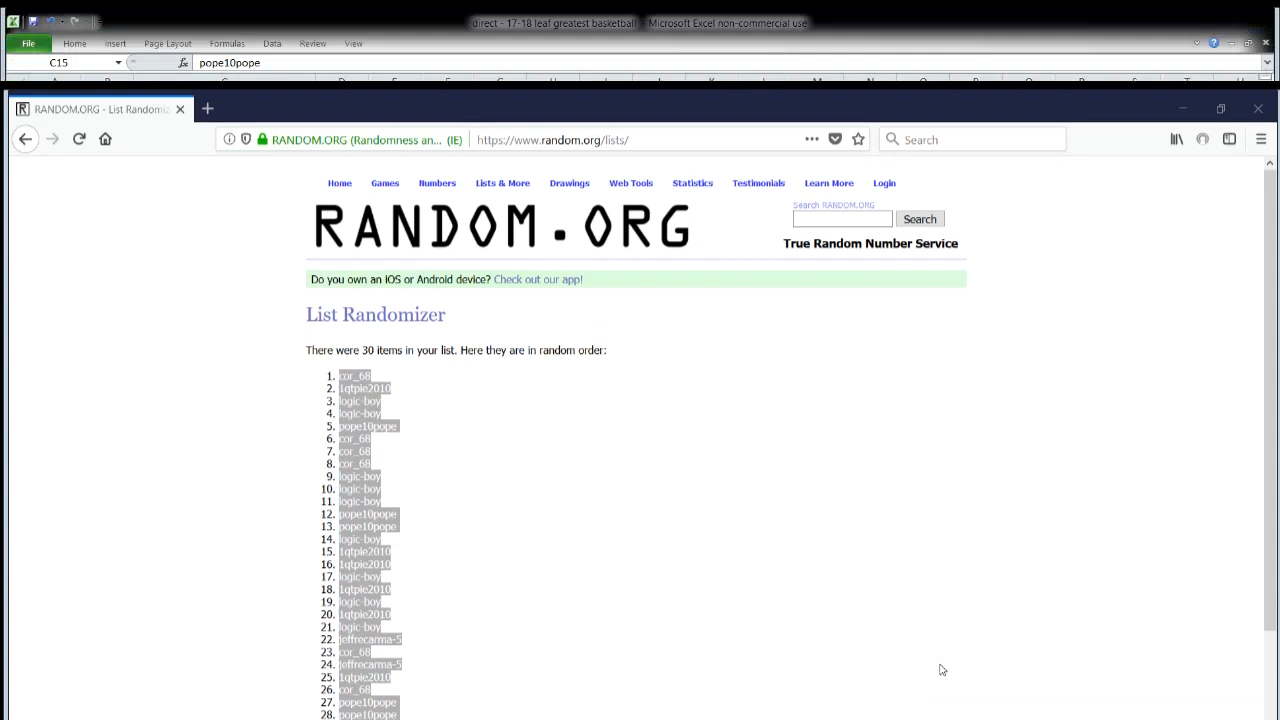 direct - 17-18 leaf greatest basketball - Microsoft Excel non-commercial use
File Home Insert Page Layout Formulas Data Review View
C15 fx pope10pope
RANDOM.ORG - List Randomiz
RANDOM.ORG (Randomness an... (IE) https://www.random.org/lists/ Search
Home Games Numbers Lists & More Drawings Web Tools Statistics Testimonials Learn More Login
Search RANDOM.ORG
RANDOM.ORG
Search
True Random Number Service
Do you own an iOS or Android device? Check out our app!
List Randomizer
There were 30 items in your list. Here they are in random order:
1. cor_68
2. 1qtpie2010
3. logic-boy
4. logic-boy
5. pope10pope
6. cor_68
7. cor_68
8. cor_68
9. logic-boy
10. logic-boy
11. logic-boy
12. pope10pope
13. pope10pope
14. logic-boy
15. 1qtpie2010
16. 1qtpie2010
17. logic-boy
18. 1qtpie2010
19. logic-boy
20. 1qtpie2010
21. logic-boy
22. jeffrecarma-5
23. cor_68
24. jeffrecarma-5
25. 1qtpie2010
26. cor_68
27. pope10pope
28. pope10pope